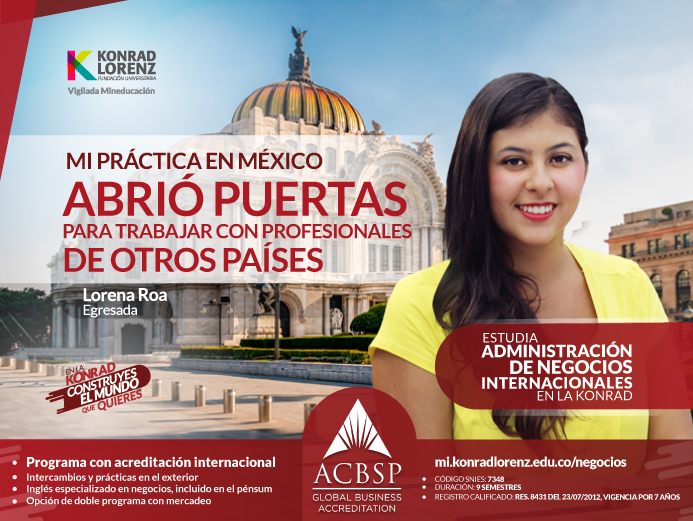 KONRAD
LORENZ
FUNDACIÓN UNIVERSITARIA
Vigilada Mineducación
MI PRÁCTICA EN MÉXICO
ABRIÓ PUERTAS
PARA TRABAJAR CON PROFESIONALES
DE OTROS PAÍSES
Lorena Roa
Egresada
EN LA
KONRAD
CONSTRUYES
EL MUNDO
QUE QUIERES
ESTUDIA
ADMINISTRACIÓN
DE NEGOCIOS
INTERNACIONALES
EN LA KONRAD
• Programa con acreditación internacional
• Intercambios y prácticas en el exterior
• Inglés especializado en negocios, incluido en el pénsum
• Opción de doble programa con mercadeo
ACBSP
GLOBAL BUSINESS
ACCREDITATION
mi.konradlorenz.edu.co/negocios
• CÓDIGO SNIES: 7348
• DURACIÓN: 9 SEMESTRES
• REGISTRO CALIFICADO: RES. 8431 DEL 23/07/2012, VIGENCIA POR 7 AÑOS